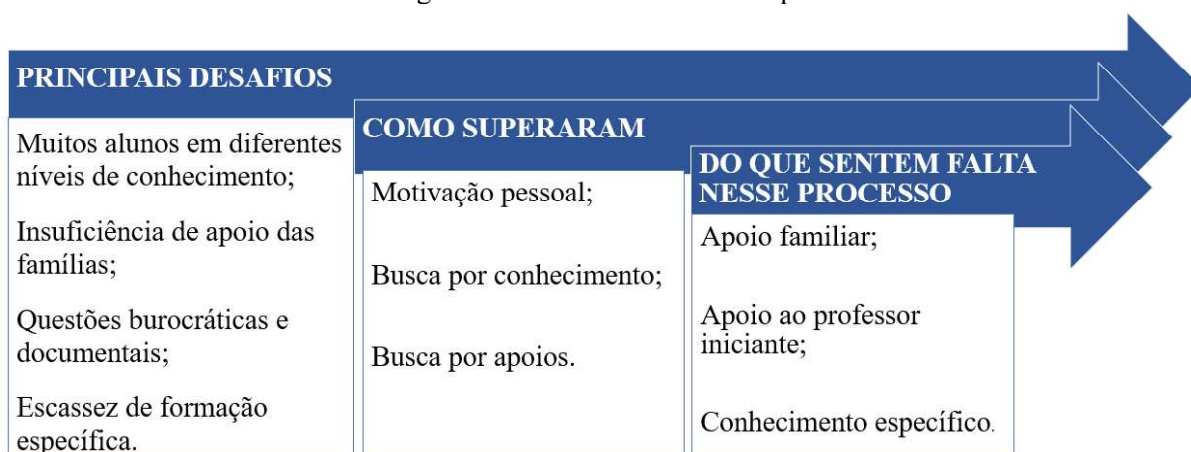 PRINCIPAIS DESAFIOS
Muitos alunos em diferentes
níveis de conhecimento;
Insuficiência de apoio das
famílias;
Questões burocráticas e
documentais;
Escassez de formação
específica.
COMO SUPERARAM
Motivação pessoal;
Busca por conhecimento;
Busca por apoios.
DO QUE SENTEM FALTA
NESSE PROCESSO
Apoio familiar;
Apoio ao professor
iniciante;
Conhecimento específico.